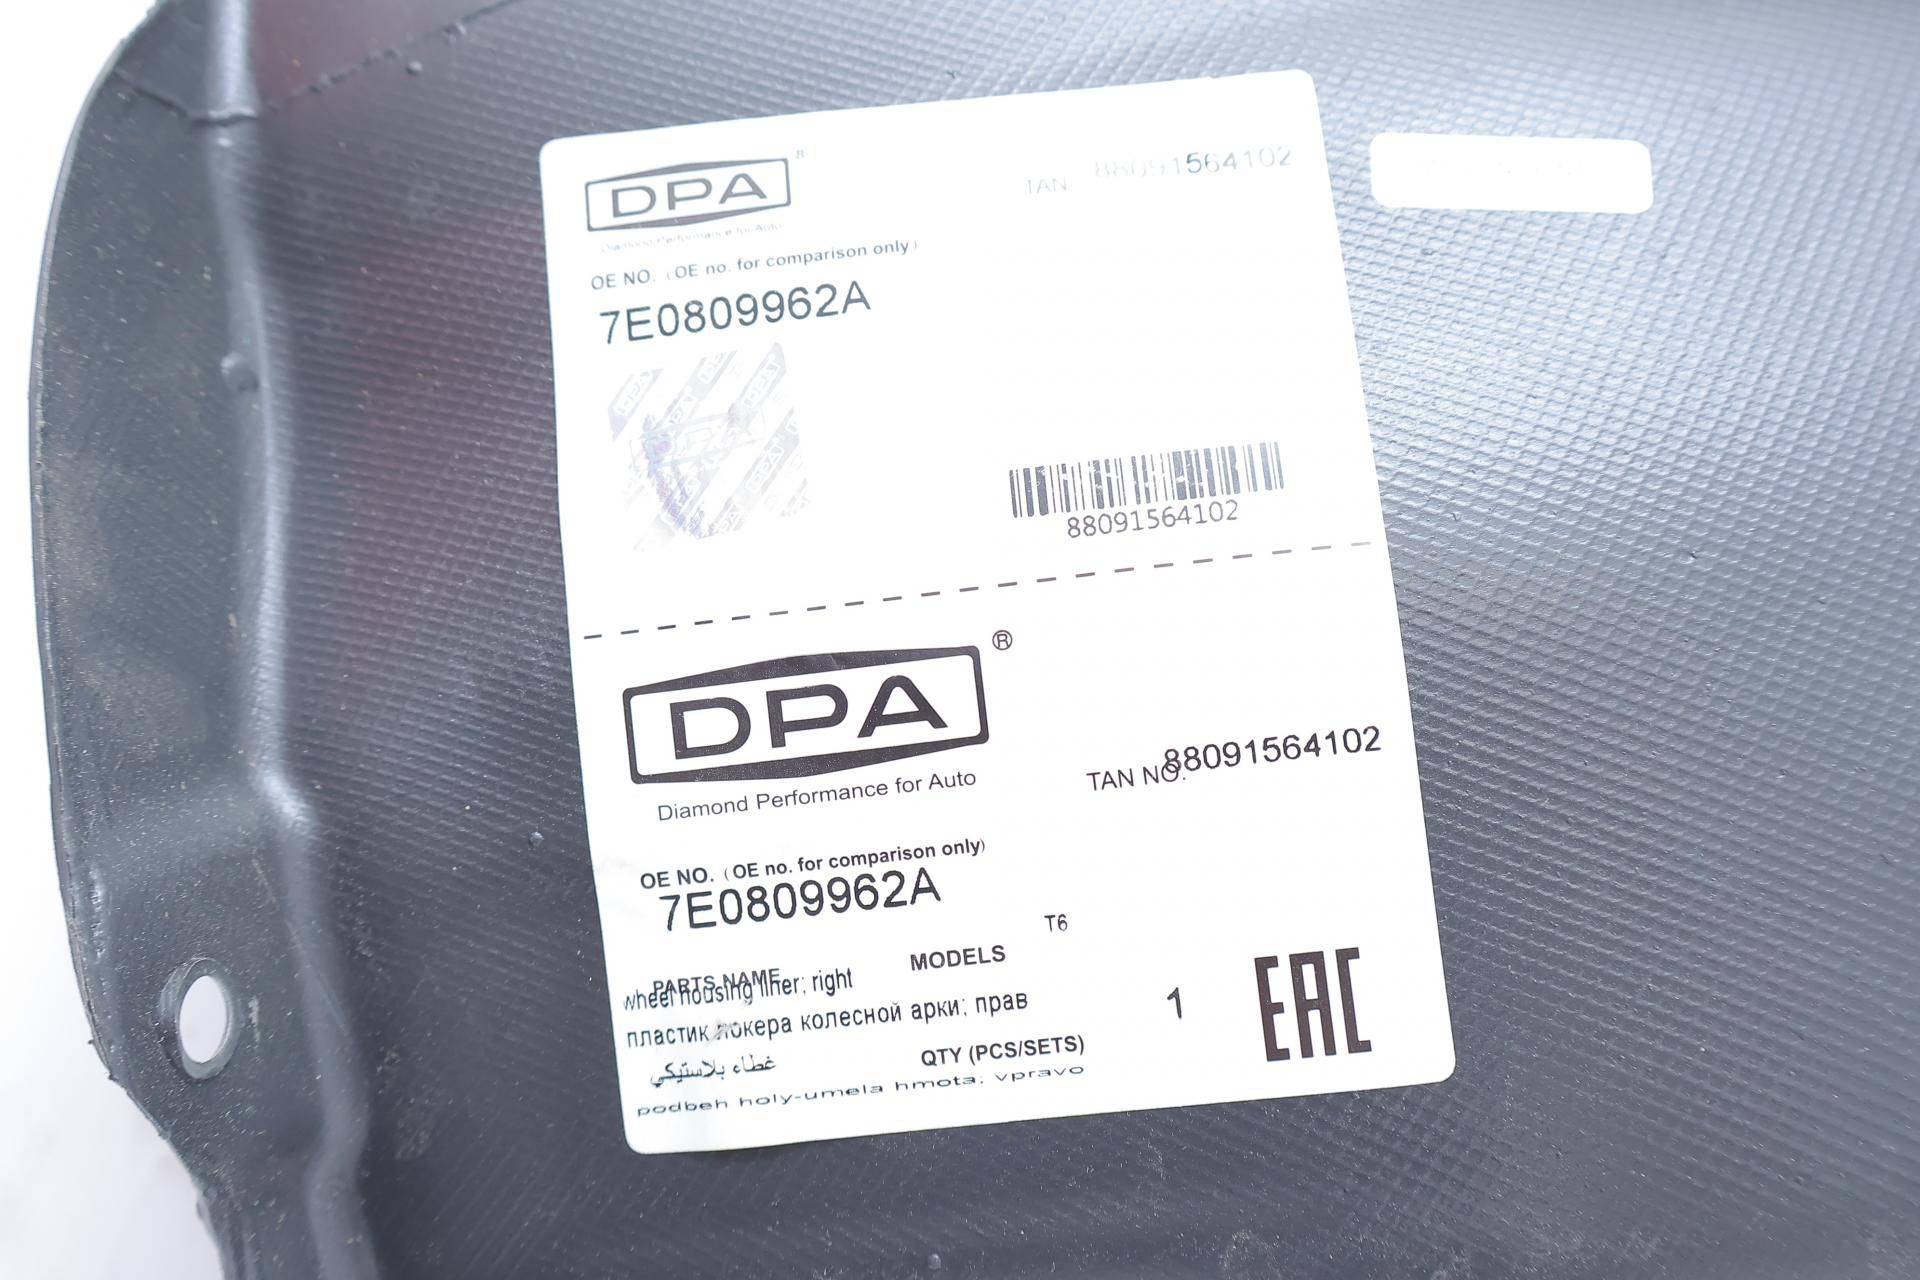 DPA ®
Diamond Performance for Auto
TAN 88091564102
OE NO. (OE no. for comparison only)
7E0809962A
88091564102
DPA ®
Diamond Performance for Auto
TAN NO. 88091564102
OE NO. (OE no. for comparison only)
7E0809962A
T6
PARTS NAME MODELS
wheel housing liner; right
пластик локера колесной арки; прав
1
EAC
غطاء بلاستيكي
QTY (PCS/SETS)
podbeh holy-umela hmota; vpravo